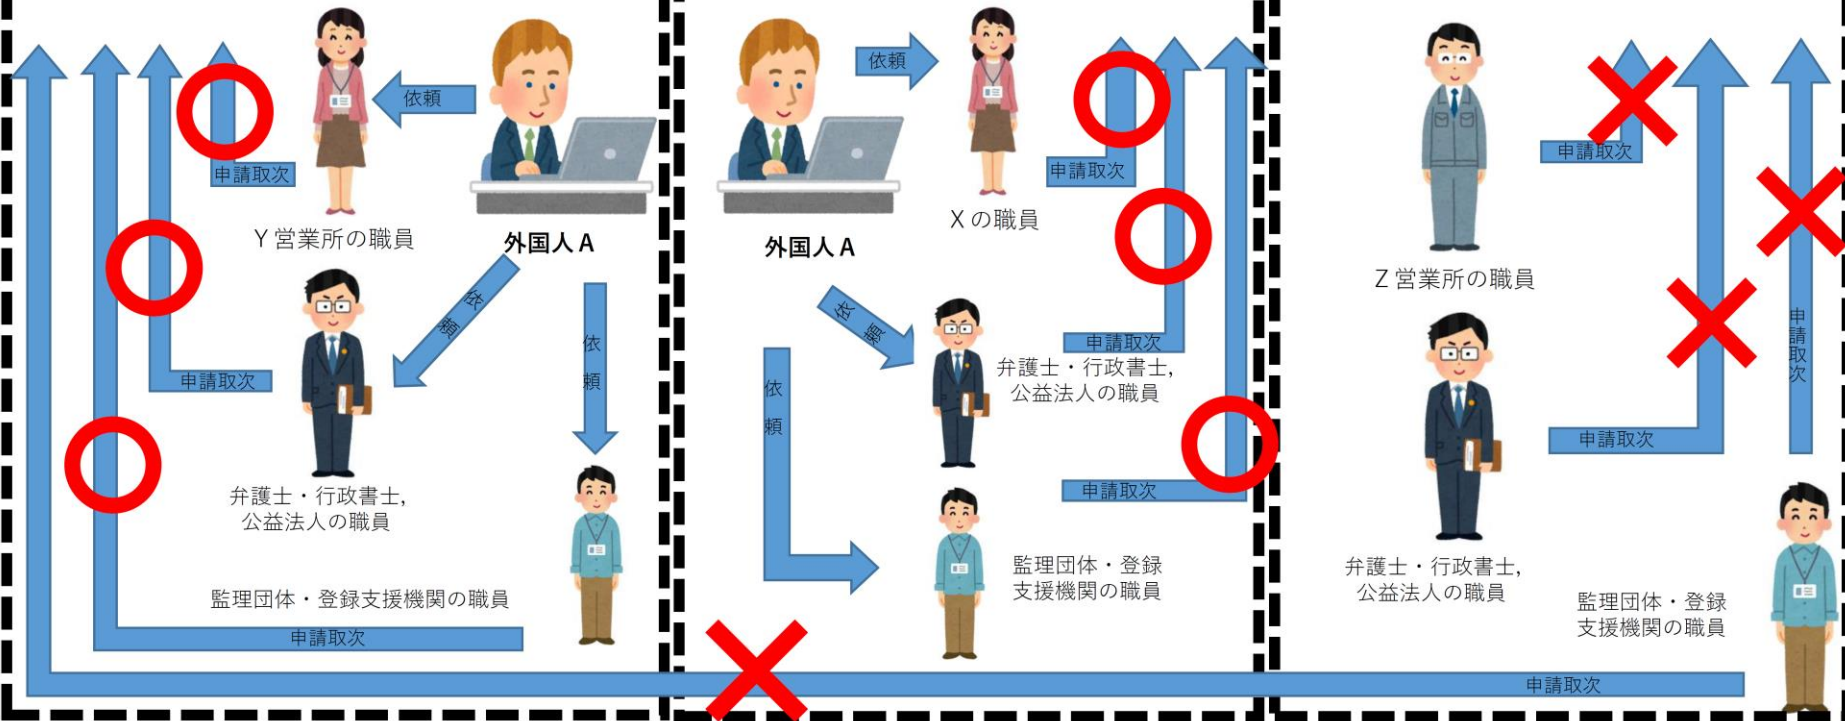 依頼
申請取次
Y営業所の職員
外国人A
依頼
依頼
申請取次
弁護士・行政書士,
公益法人の職員
監理団体・登録支援機関の職員
申請取次
依頼
申請取次
Xの職員
外国人A
依頼
依頼
申請取次
弁護士・行政書士,
公益法人の職員
申請取次
監理団体・登録
支援機関の職員
申請取次
Z営業所の職員
申請取次
申請取次
弁護士・行政書士,
公益法人の職員
監理団体・登録
支援機関の職員
申請取次